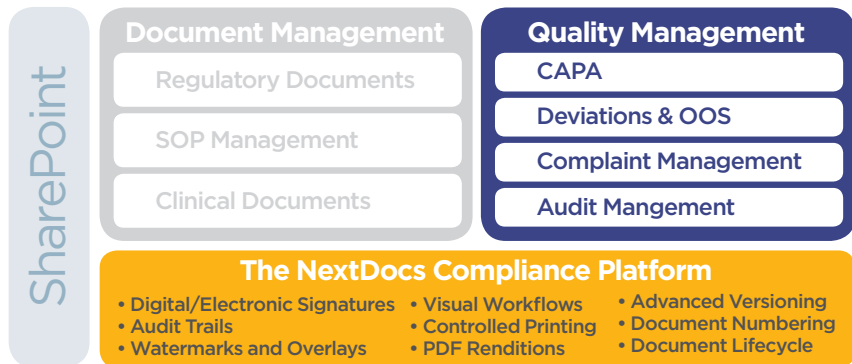 SharePoint
Document Management
Regulatory Documents
SOP Management
Clinical Documents
Quality Management
CAPA
Deviations & OOS
Complaint Management
Audit Mangement
The NextDocs Compliance Platform
• Digital/Electronic Signatures
• Audit Trails
• Watermarks and Overlays
• Visual Workflows
• Controlled Printing
• PDF Renditions
• Advanced Versioning
• Document Numbering
• Document Lifecycle